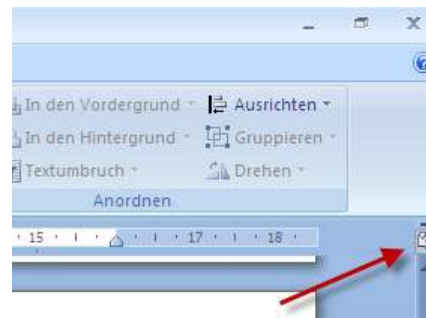 In den Vordergrund Ausrichten
In den Hintergrund Gruppieren
Textumbruch Drehen
Anordnen
15 17 18